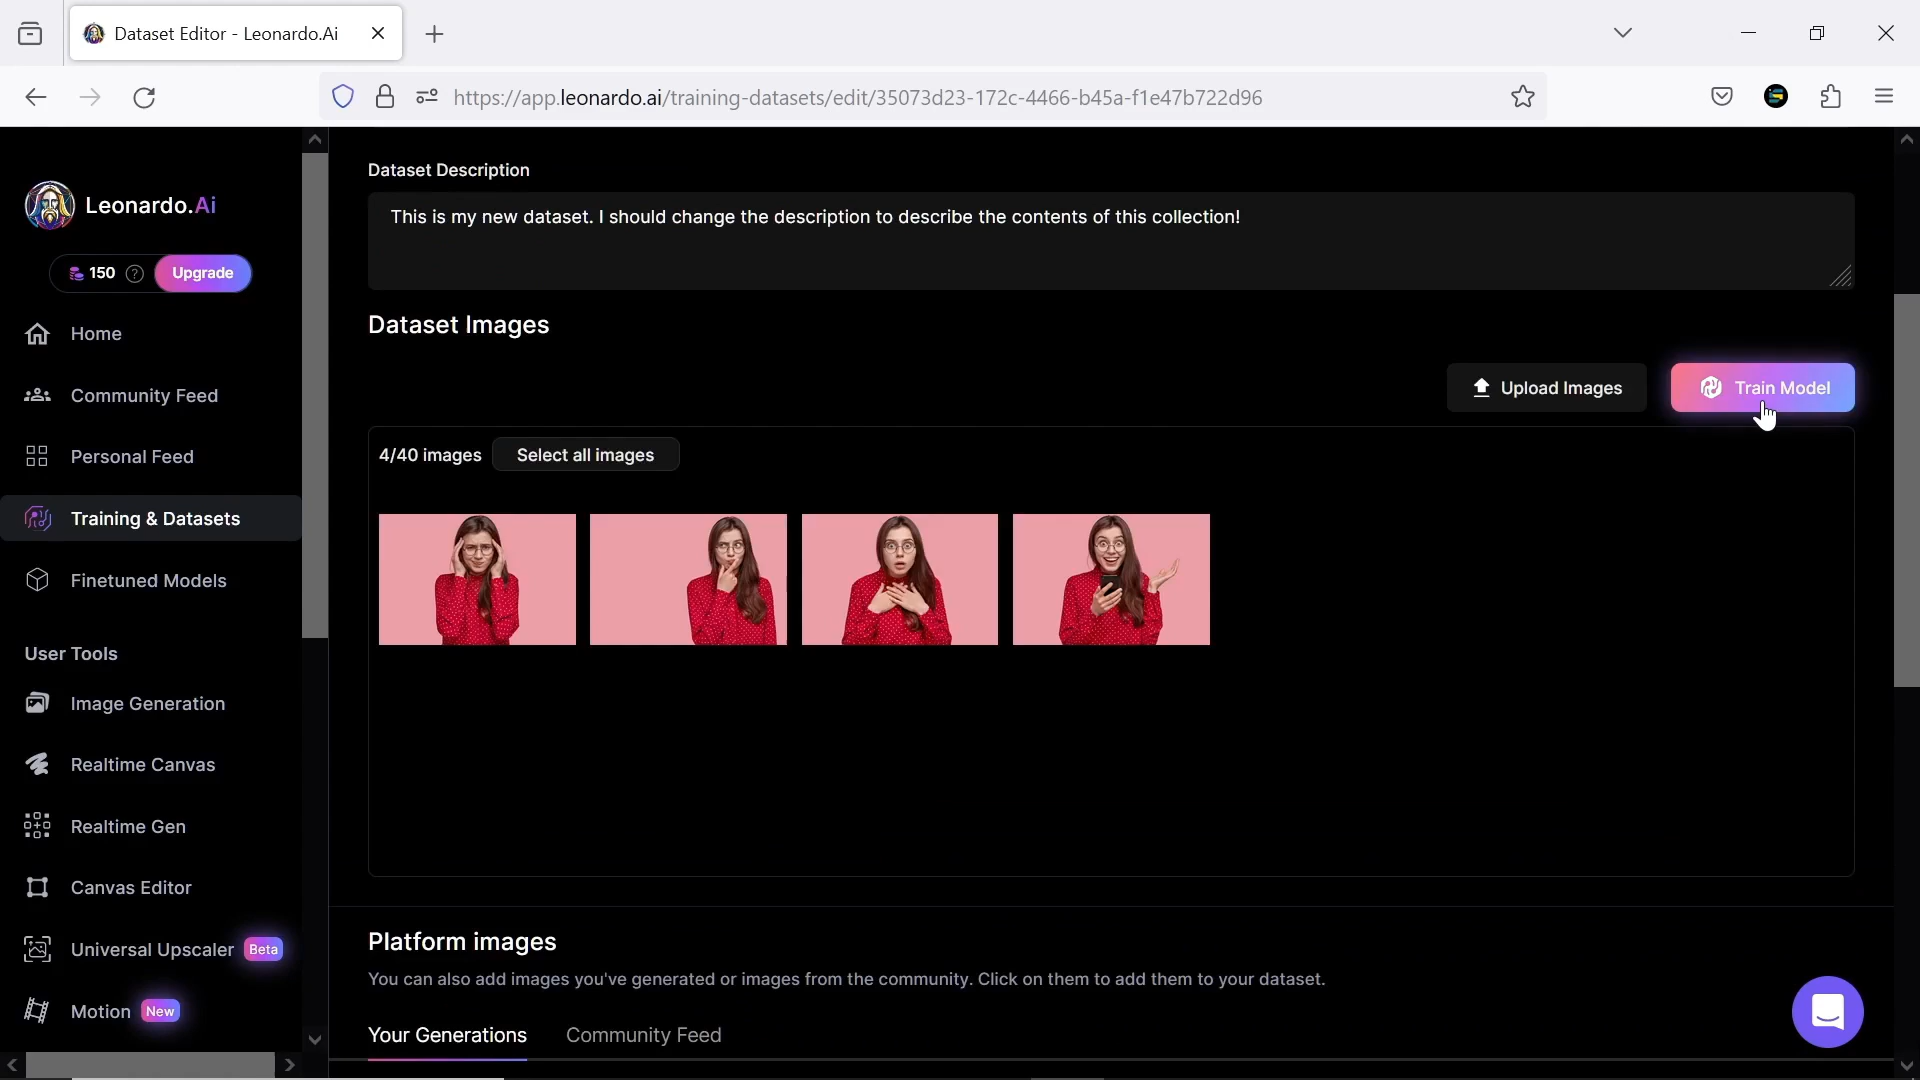 Dataset Editor - Leonardo.Ai
https://app.leonardo.ai/training-datasets/edit/35073d23-172c-4466-b45a-f1e47b722d96
Leonardo.Ai
150 ? Upgrade
Home
Community Feed
Personal Feed
Training & Datasets
Finetuned Models
User Tools
Image Generation
Realtime Canvas
Realtime Gen
Canvas Editor
Universal Upscaler Beta
Motion New
Dataset Description
This is my new dataset. I should change the description to describe the contents of this collection!
Dataset Images
Upload Images
Train Model
4/40 images
Select all images
Platform images
You can also add images you've generated or images from the community. Click on them to add them to your dataset.
Your Generations
Community Feed